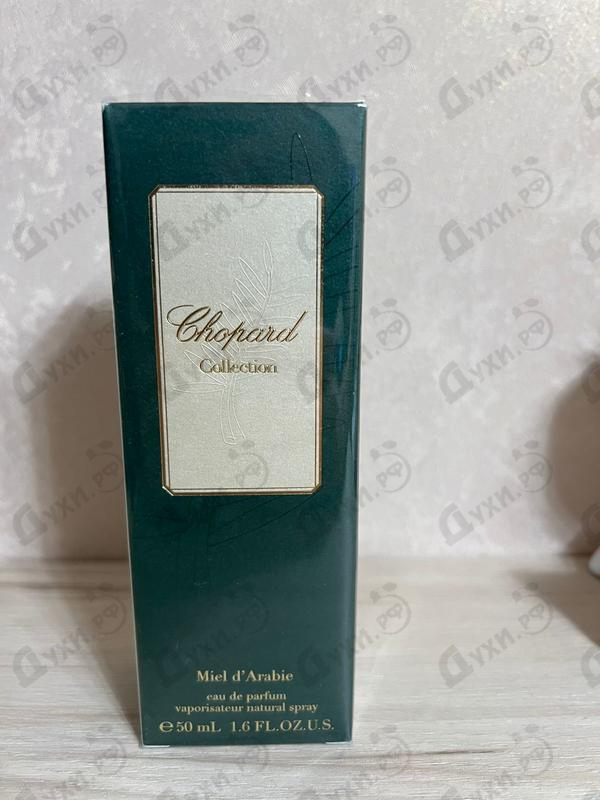 Chopard
Collection
Miel d'Arabie
eau de parfum
vaporisateur natural spray
℮50 mL 1.6 FL.OZ.U.S.
Духи.РФ